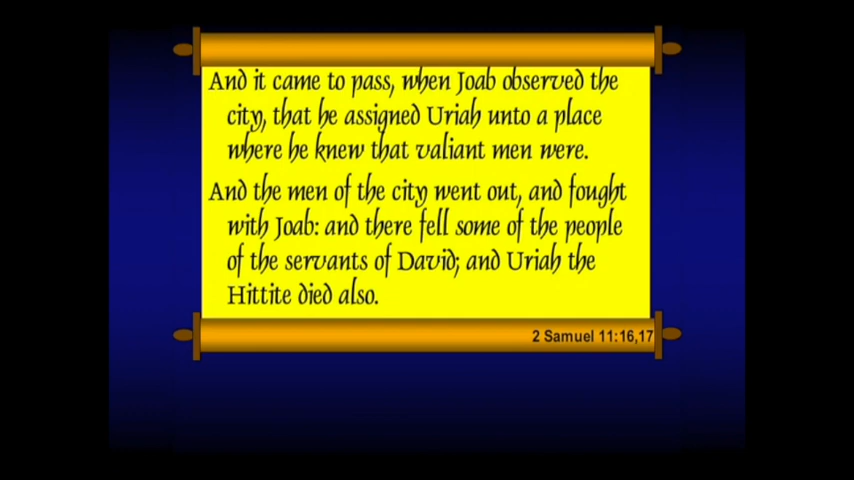 And it came to pass, when Joab observed the
city, that he assigned Uriah unto a place
where he knew that valiant men were.
And the men of the city went out, and fought
with Joab: and there fell some of the people
of the servants of David; and Uriah the
Hittite died also.
2 Samuel 11:16,17